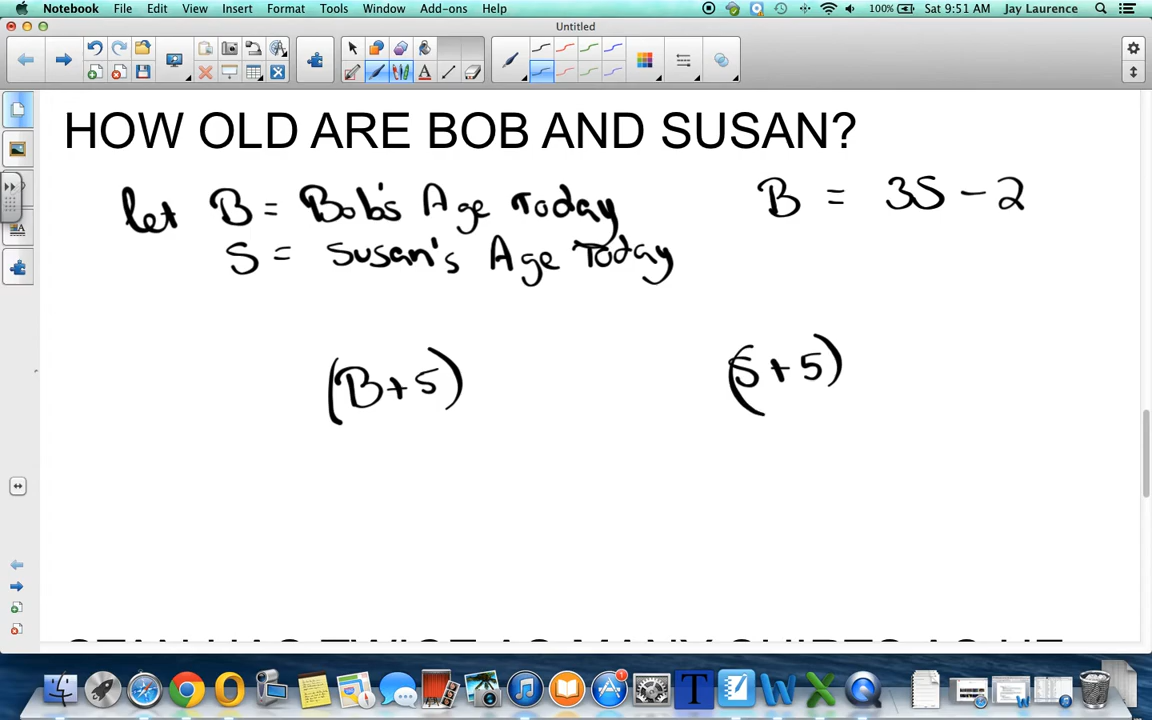 Notebook File Edit View Insert Format Tools Window Add-ons Help 100% Sat 9:51 AM Jay Laurence
Untitled
HOW OLD ARE BOB AND SUSAN?
let B = Bob's Age Today
B = 3S - 2
S = Susan's Age Today
(B+5)
(S+5)